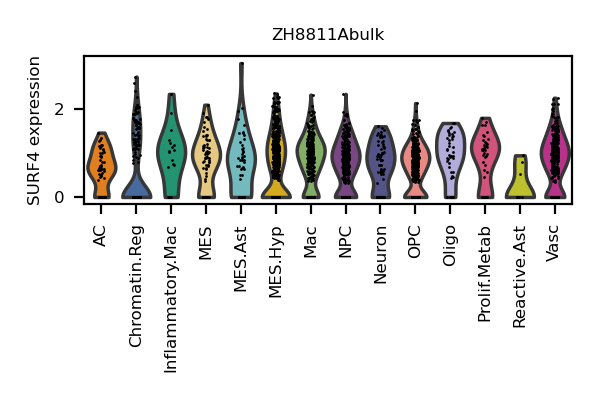 ZH8811Abulk
SURF4 expression
2
0
AC
Chromatin.Reg
Inflammatory.Mac
MES
MES.Ast
MES.Hyp
Mac
NPC
Neuron
OPC
Oligo
Prolif.Metab
Reactive.Ast
Vasc